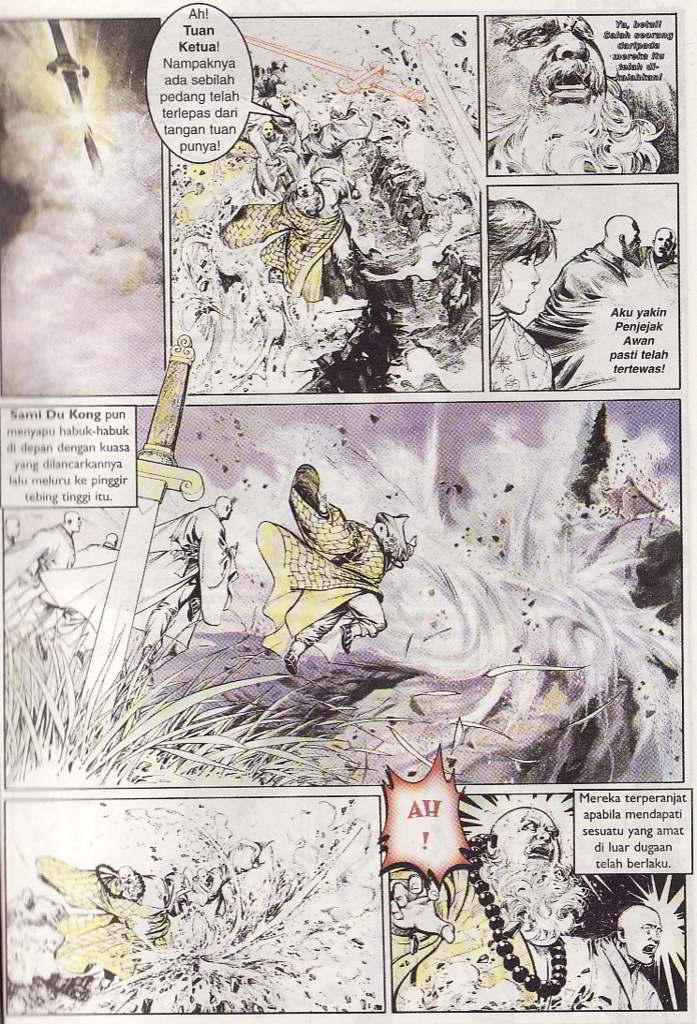 Ah!
Tuan
Ketua!
Nampaknya
ada sebilah
pedang telah
terlepas dari
tangan tuan
punya!
Ya, betul!
Salah seorang
daripada
mereka itu
telah di-
kalahkan!
Aku yakin
Penjejak
Awan
pasti telah
tertewas!
Sami Du Kong pun
menyapu habuk-habuk
di depan dengan kuasa
yang dilancarkannya
lalu meluru ke pinggir
tebing tinggi itu.
AH
!
Mereka terperanjat
apabila mendapati
sesuatu yang amat
di luar dugaan
telah berlaku.